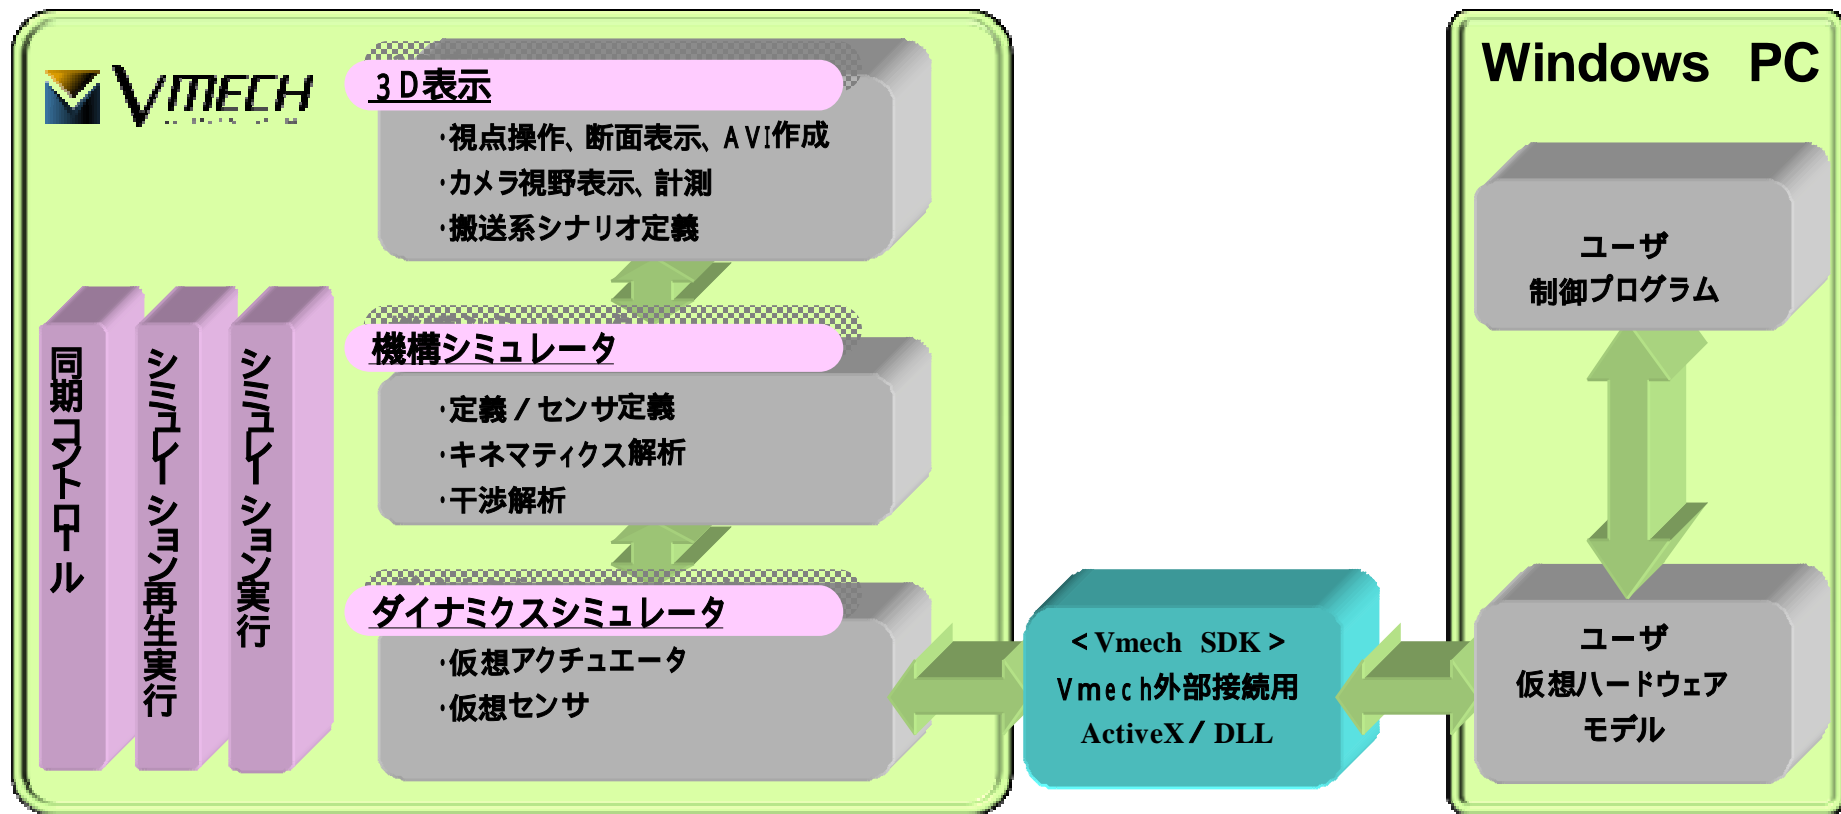 VMECH
3D表示
・視点操作、断面表示、AVI作成
・カメラ視野表示、計測
・搬送系シナリオ定義
同期コントロール
シミュレーション再生実行
シミュレーション実行
機構シミュレータ
・定義/センサ定義
・キネマティクス解析
・干渉解析
ダイナミクスシミュレータ
・仮想アクチュエータ
・仮想センサ
<Vmech SDK>
Vmech外部接続用
ActiveX/DLL
Windows PC
ユーザ
制御プログラム
ユーザ
仮想ハードウェア
モデル